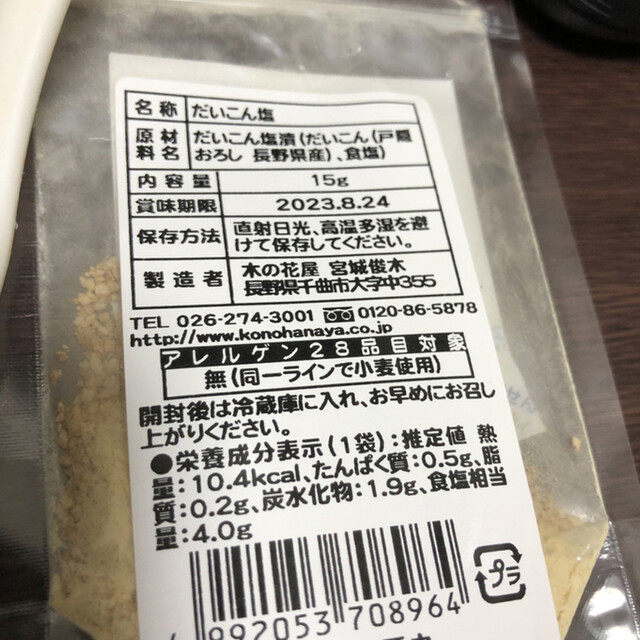 名称 だいこん塩
原材料名 だいこん塩漬(だいこん(戸隠
おろし 長野県産)、食塩)
内容量 15g
賞味期限 2023.8.24
保存方法 直射日光、高温多湿を避
けて保存してください。
製造者 木の花屋 宮城俊木
長野県千曲市大字中355
TEL 026-274-3001 0120-86-5878
http://www.konohanaya.co.jp
アレルゲン28品目対象
無(同一ラインで小麦使用)
開封後は冷蔵庫に入れ、お早めにお召し
上がりください。
●栄養成分表示(1袋):推定値 熱
量:10.4kcal、たんぱく質:0.5g、脂
質:0.2g、炭水化物:1.9g、食塩相当
量:4.0g
プラ
4 992053 708964